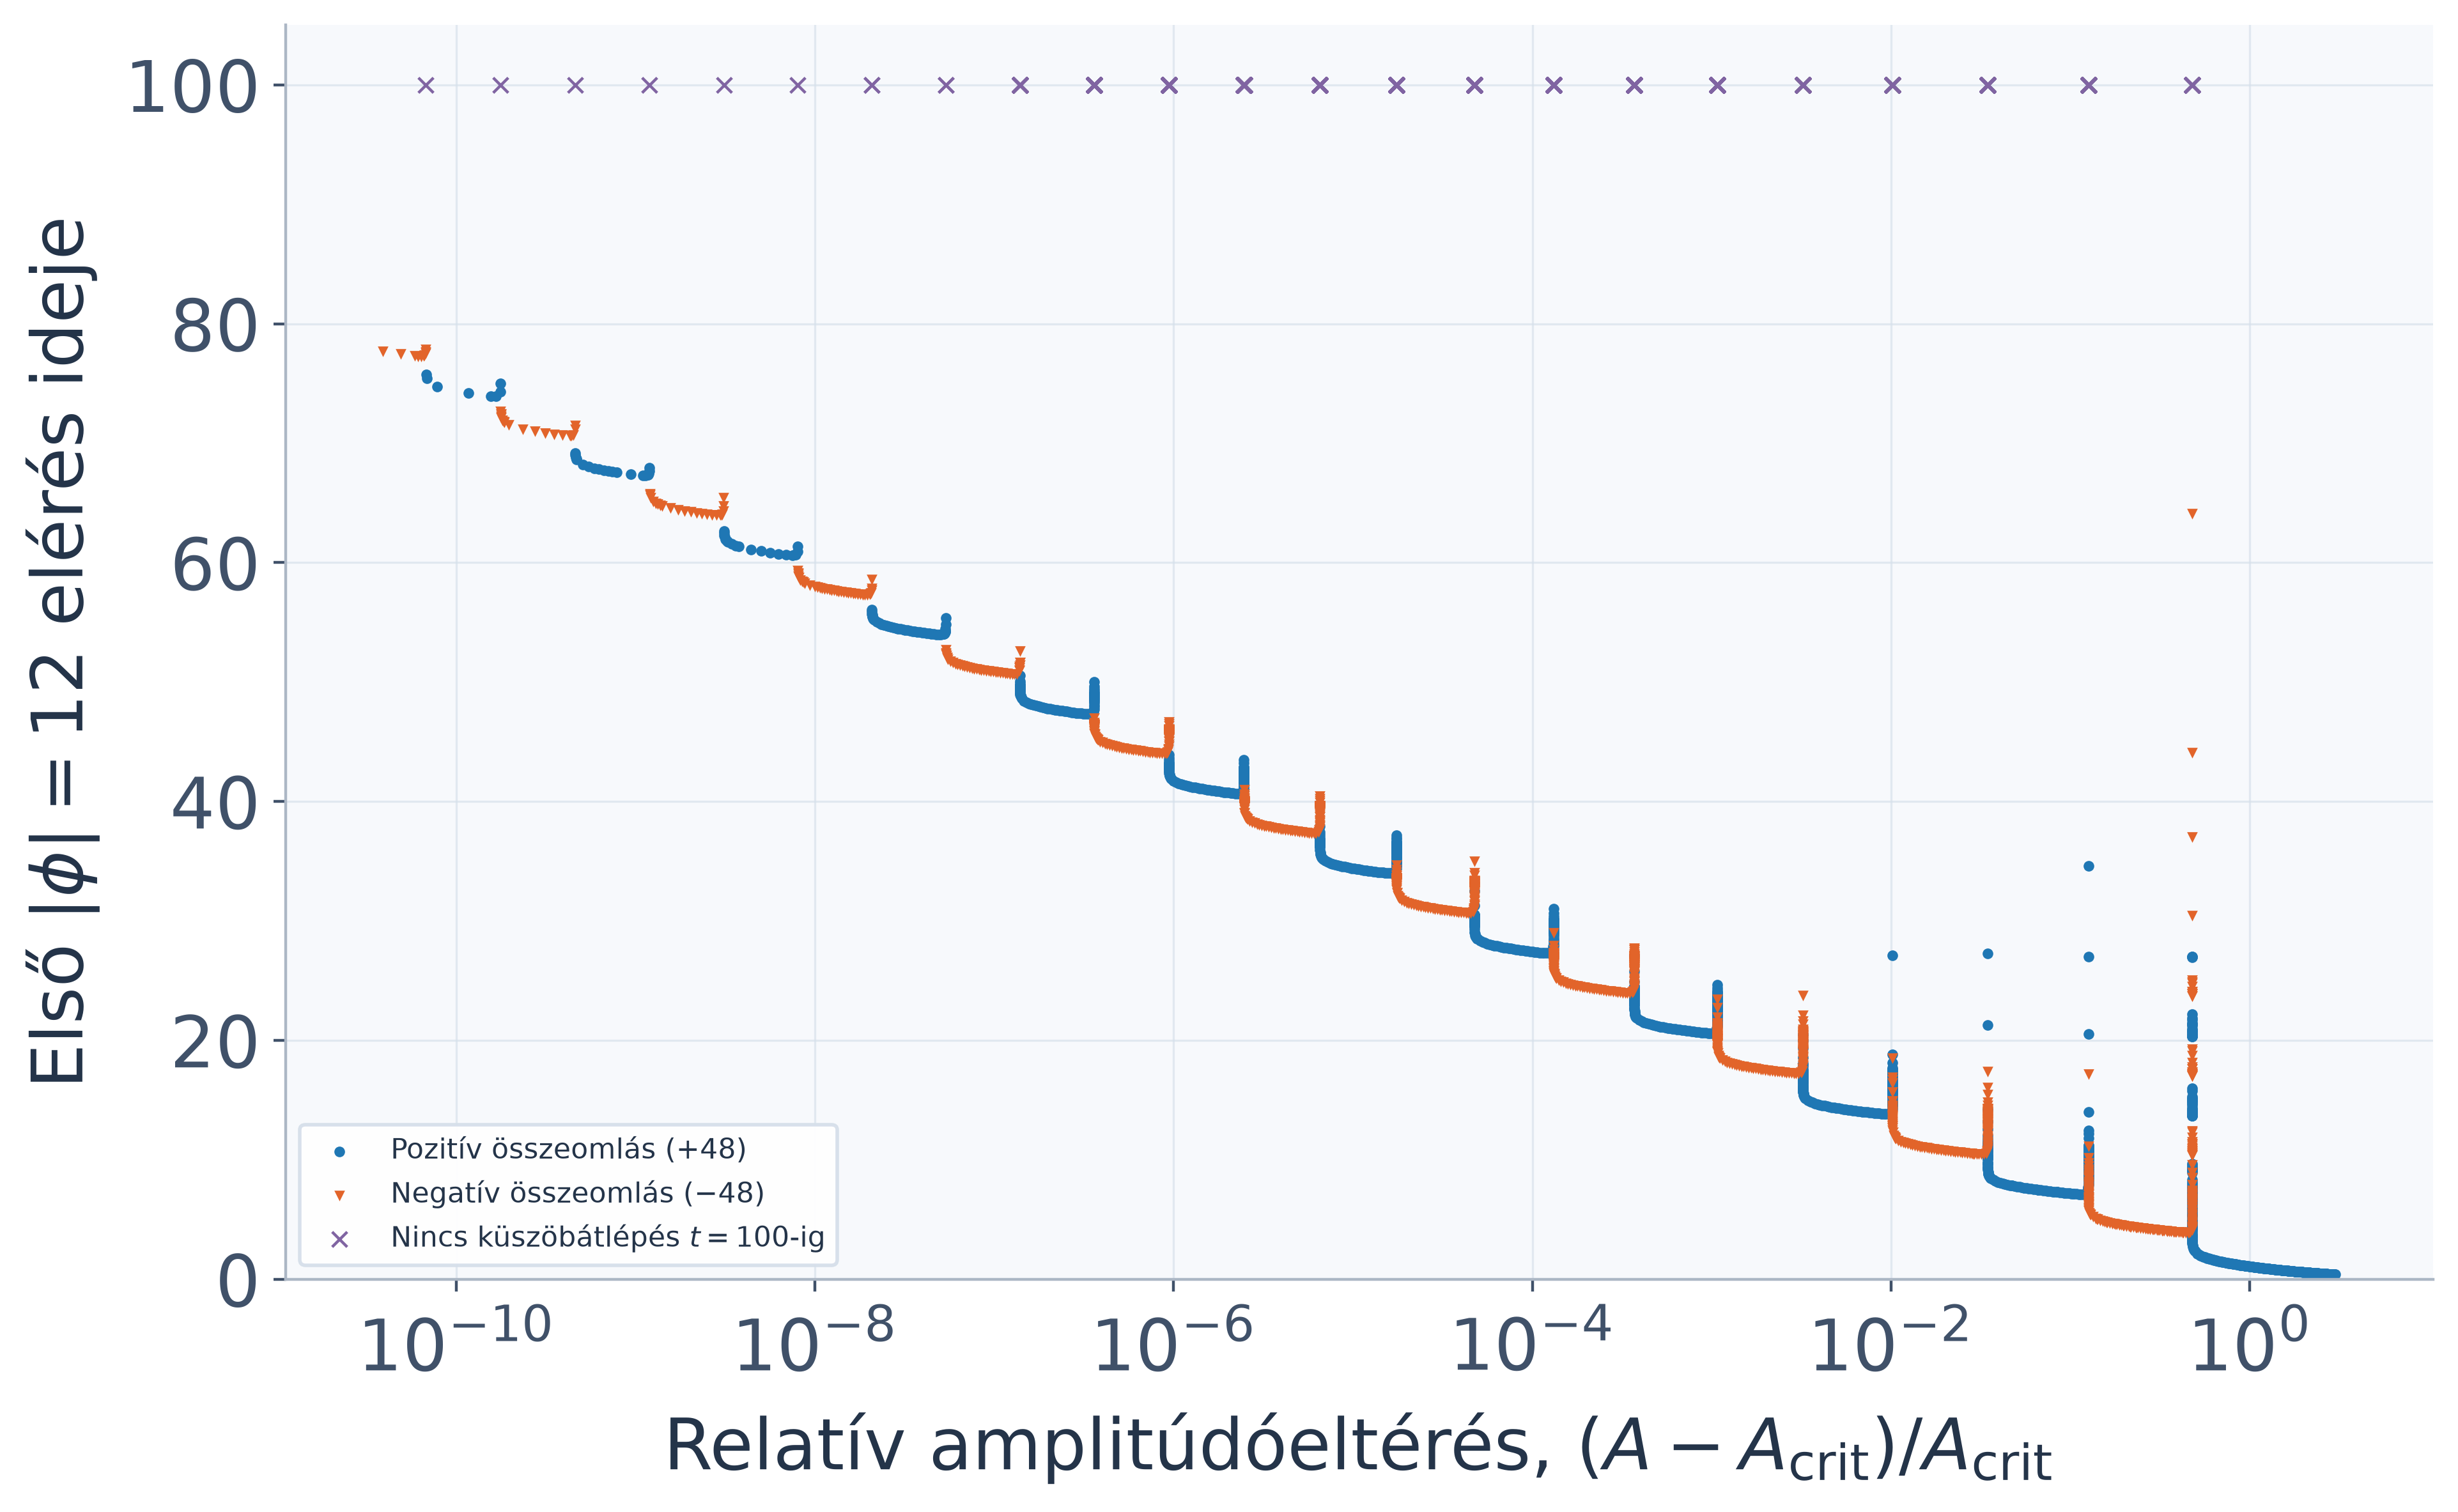 Első |ϕ| = 12 elérés ideje
100
80
60
40
20
0
Pozitív összeomlás (+48)
Negatív összeomlás (−48)
Nincs küszöbátlépés t = 100-ig
10⁻¹⁰ 10⁻⁸ 10⁻⁶ 10⁻⁴ 10⁻² 10⁰
Relatív amplitúdóeltérés, (A − A_crit)/A_crit